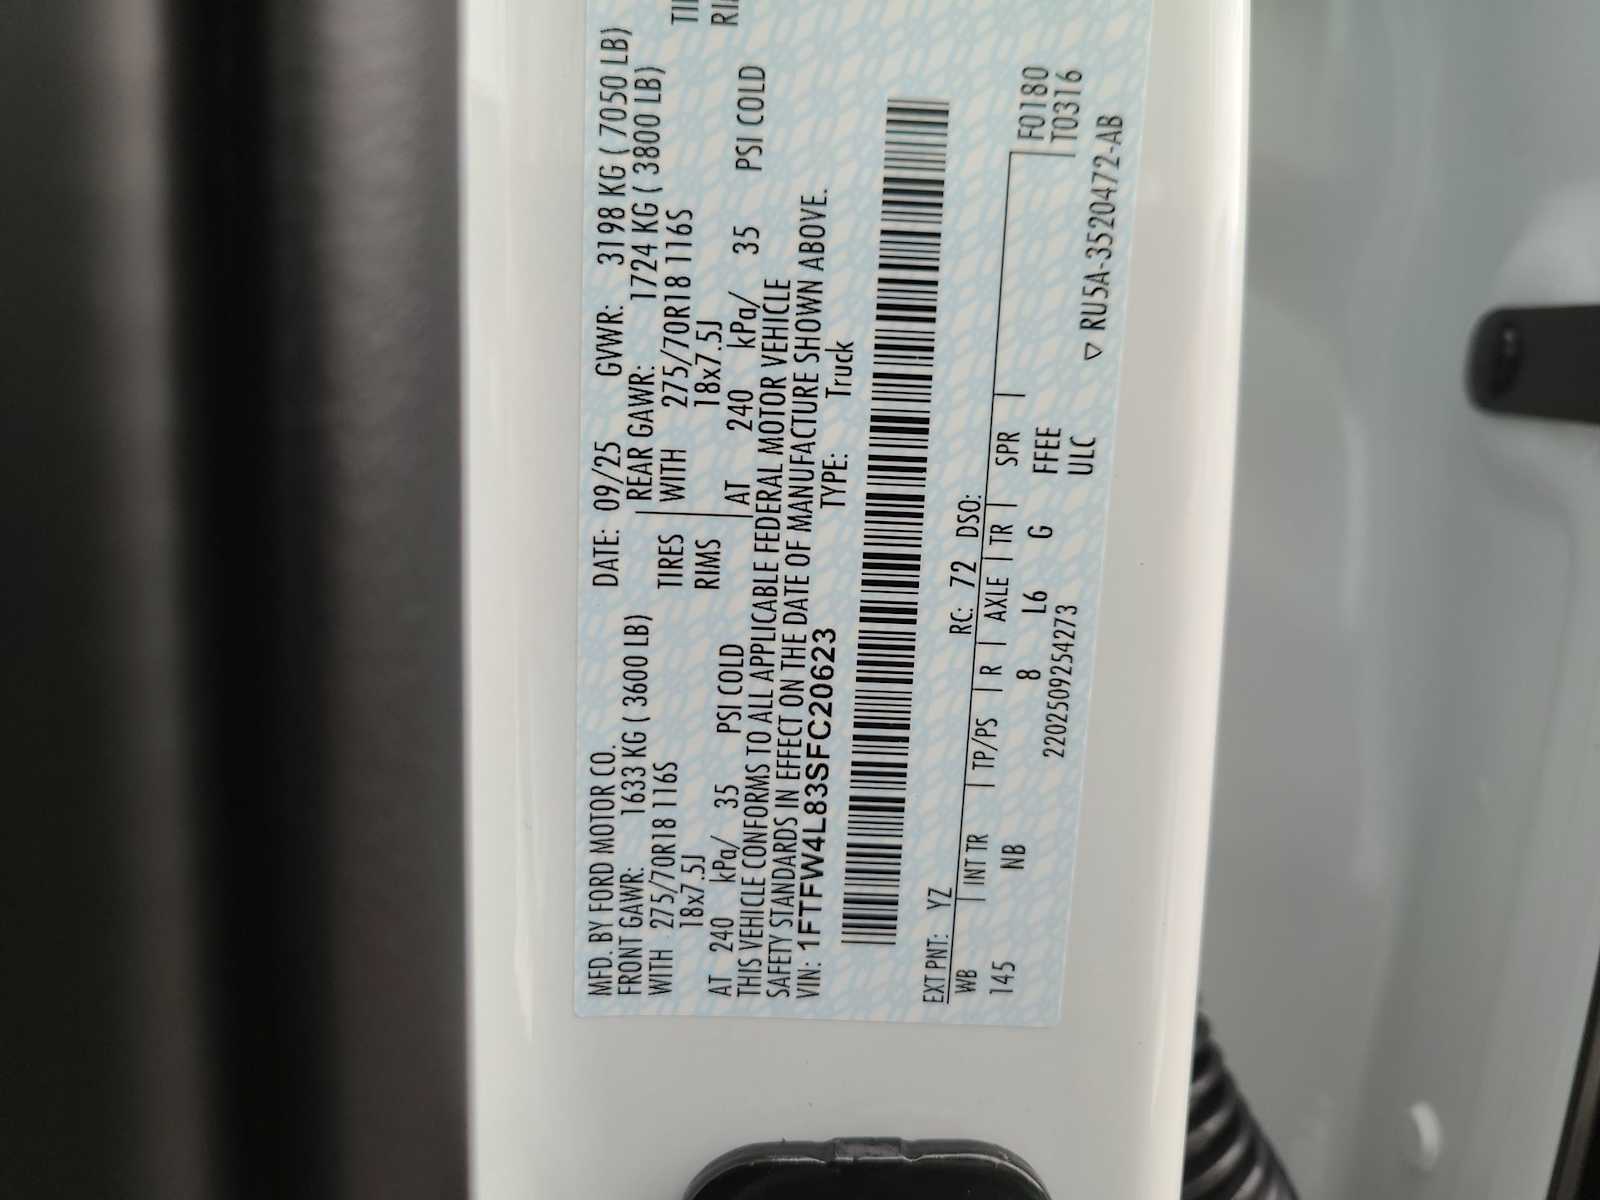 MFD. BY FORD MOTOR CO. DATE: 09/25 GVWR: 3198 KG ( 7050 LB)
FRONT GAWR: 1633 KG ( 3600 LB) REAR GAWR: 1724 KG ( 3800 LB)
WITH 275/70R18 116S TIRES WITH 275/70R18 116S
18x7.5J RIMS 18x7.5J
AT 240 kPa/ 35 PSI COLD AT 240 kPa/ 35 PSI COLD
THIS VEHICLE CONFORMS TO ALL APPLICABLE FEDERAL MOTOR VEHICLE
SAFETY STANDARDS IN EFFECT ON THE DATE OF MANUFACTURE SHOWN ABOVE.
VIN: 1FTFW4L83SFC20623 TYPE: Truck
EXT PNT: YZ RC: 72 DSO:
WB INT TR TP/PS R AXLE TR SPR F0180
145 NB 8 L6 G FFEE T0316
2202509254273 ULC
▽ RU5A-3520472-AB